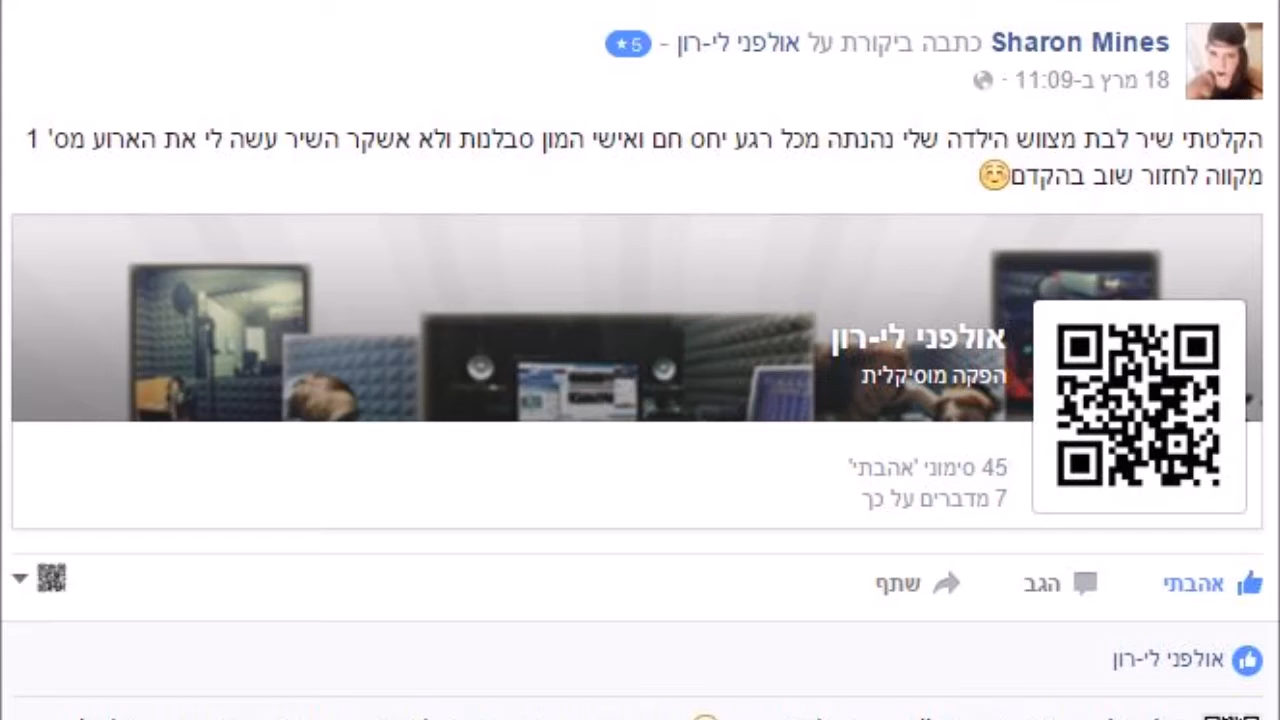 Sharon Mines כתבה ביקורת על אולפני לי-רון - 5★
18 מרץ ב-11:09 ·
הקלטתי שיר לבת מצווש הילדה שלי נהנתה מכל רגע יחס חם ואישי המון סבלנות ולא אשקר השיר עשה לי את הארוע מס' 1
מקווה לחזור שוב בהקדם☺️
אולפני לי-רון
הפקה מוסיקלית
45 סימוני 'אהבתי'
7 מדברים על כך
אהבתי הגב שתף
אולפני לי-רון